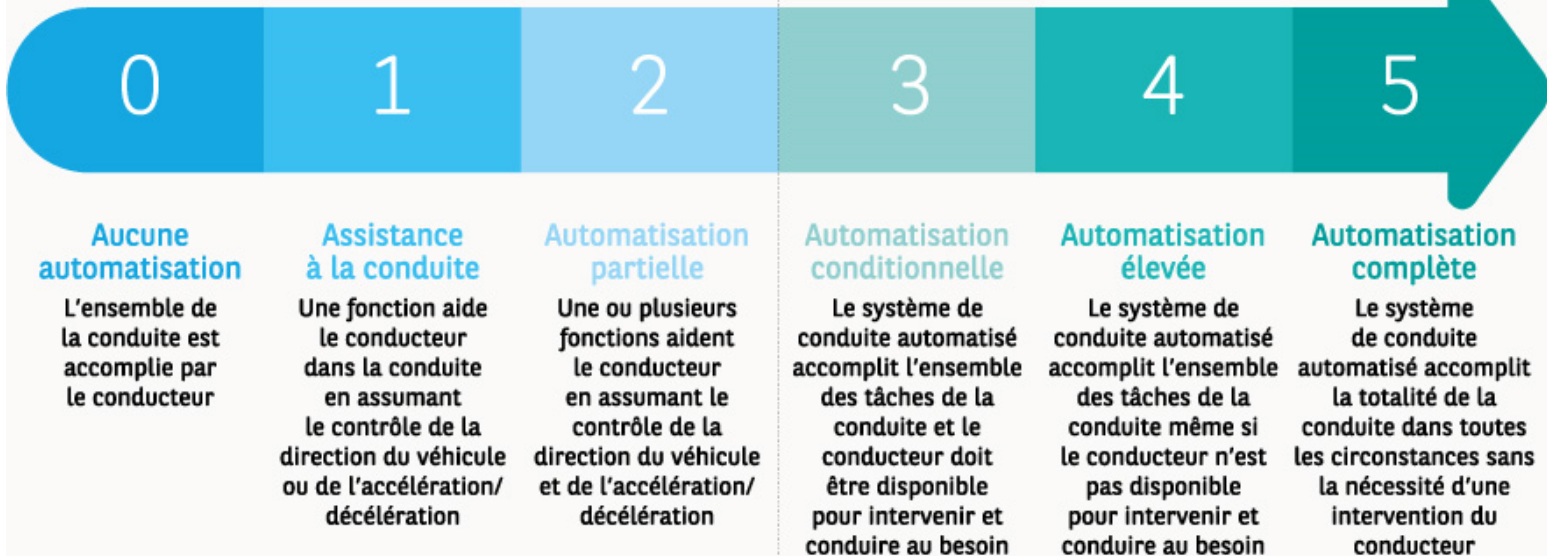 0
1
2
3
4
5
Aucune
automatisation
L'ensemble de
la conduite est
accomplie par
le conducteur
Assistance
à la conduite
Une fonction aide
le conducteur
dans la conduite
en assumant
le contrôle de la
direction du véhicule
ou de l'accélération/
décélération
Automatisation
partielle
Une ou plusieurs
fonctions aident
le conducteur
en assumant le
contrôle de la
direction du véhicule
et de l'accélération/
décélération
Automatisation
conditionnelle
Le système de
conduite automatisé
accomplit l'ensemble
des tâches de la
conduite et le
conducteur doit
être disponible
pour intervenir et
conduire au besoin
Automatisation
élevée
Le système de
conduite automatisé
accomplit l'ensemble
des tâches de la
conduite même si
le conducteur n'est
pas disponible
pour intervenir et
conduire au besoin
Automatisation
complète
Le système
de conduite
automatisé accomplit
la totalité de la
conduite dans toutes
les circonstances sans
la nécessité d'une
intervention du
conducteur